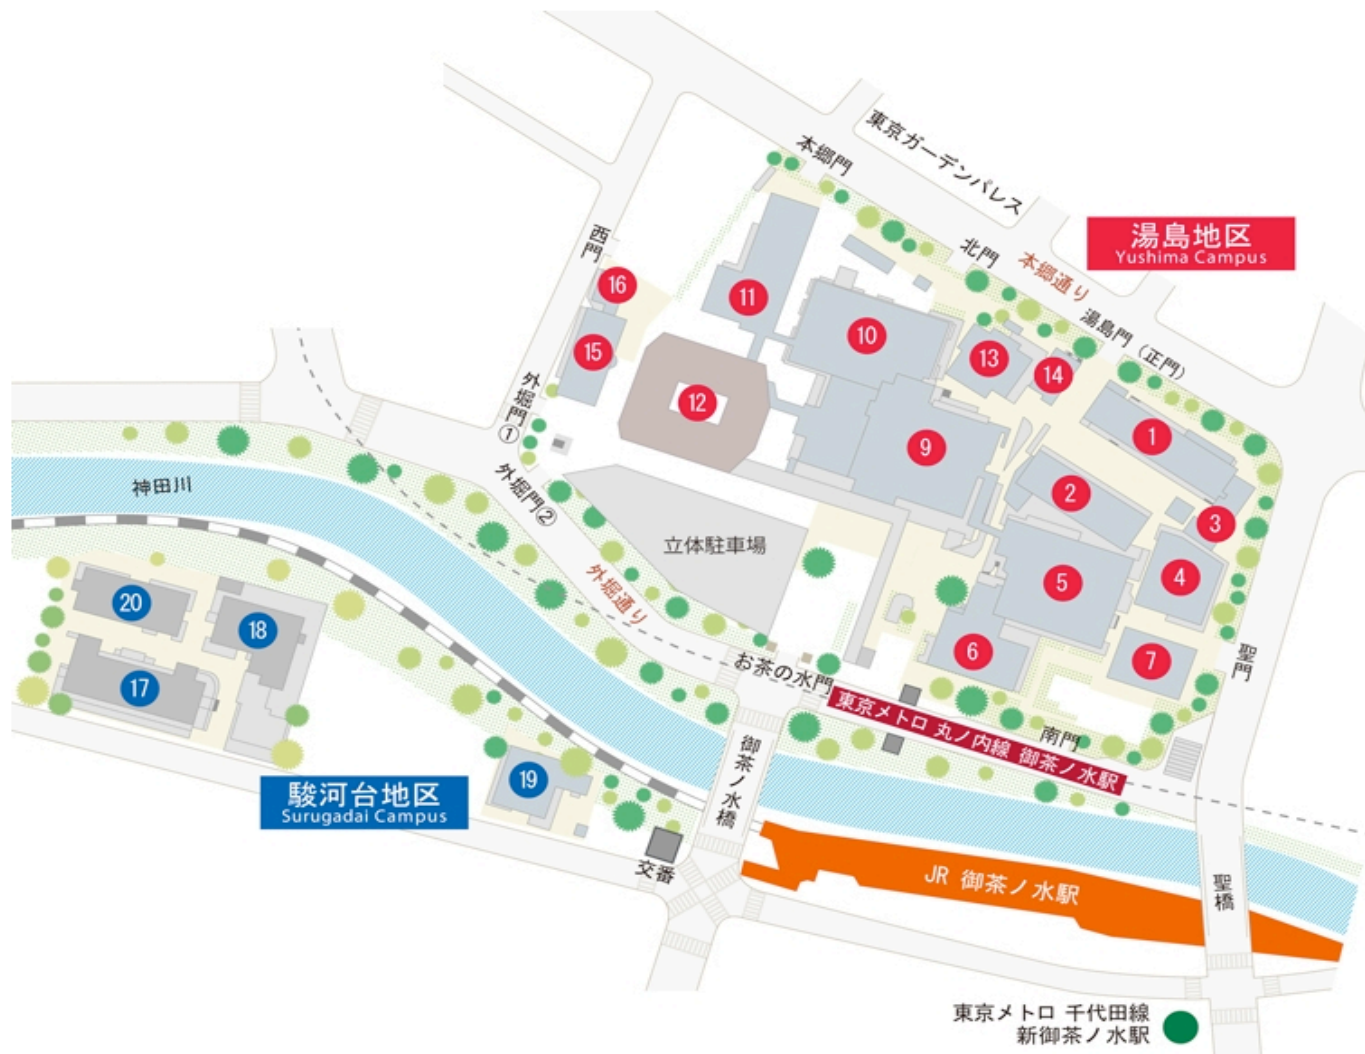 東京ガーデンパレス
本郷門
湯島地区
Yushima Campus
北門
本郷通り
西門
湯島門（正門）
16
11
10
15
13
14
12
外堀門①
9
1
神田川
外堀門②
2
3
立体駐車場
5
4
外堀通り
20
18
6
7
聖門
17
お茶の水門
東京メトロ 丸ノ内線 御茶ノ水駅
南門
19
御茶ノ水橋
駿河台地区
Surugadai Campus
交番
JR 御茶ノ水駅
聖橋
東京メトロ 千代田線
新御茶ノ水駅